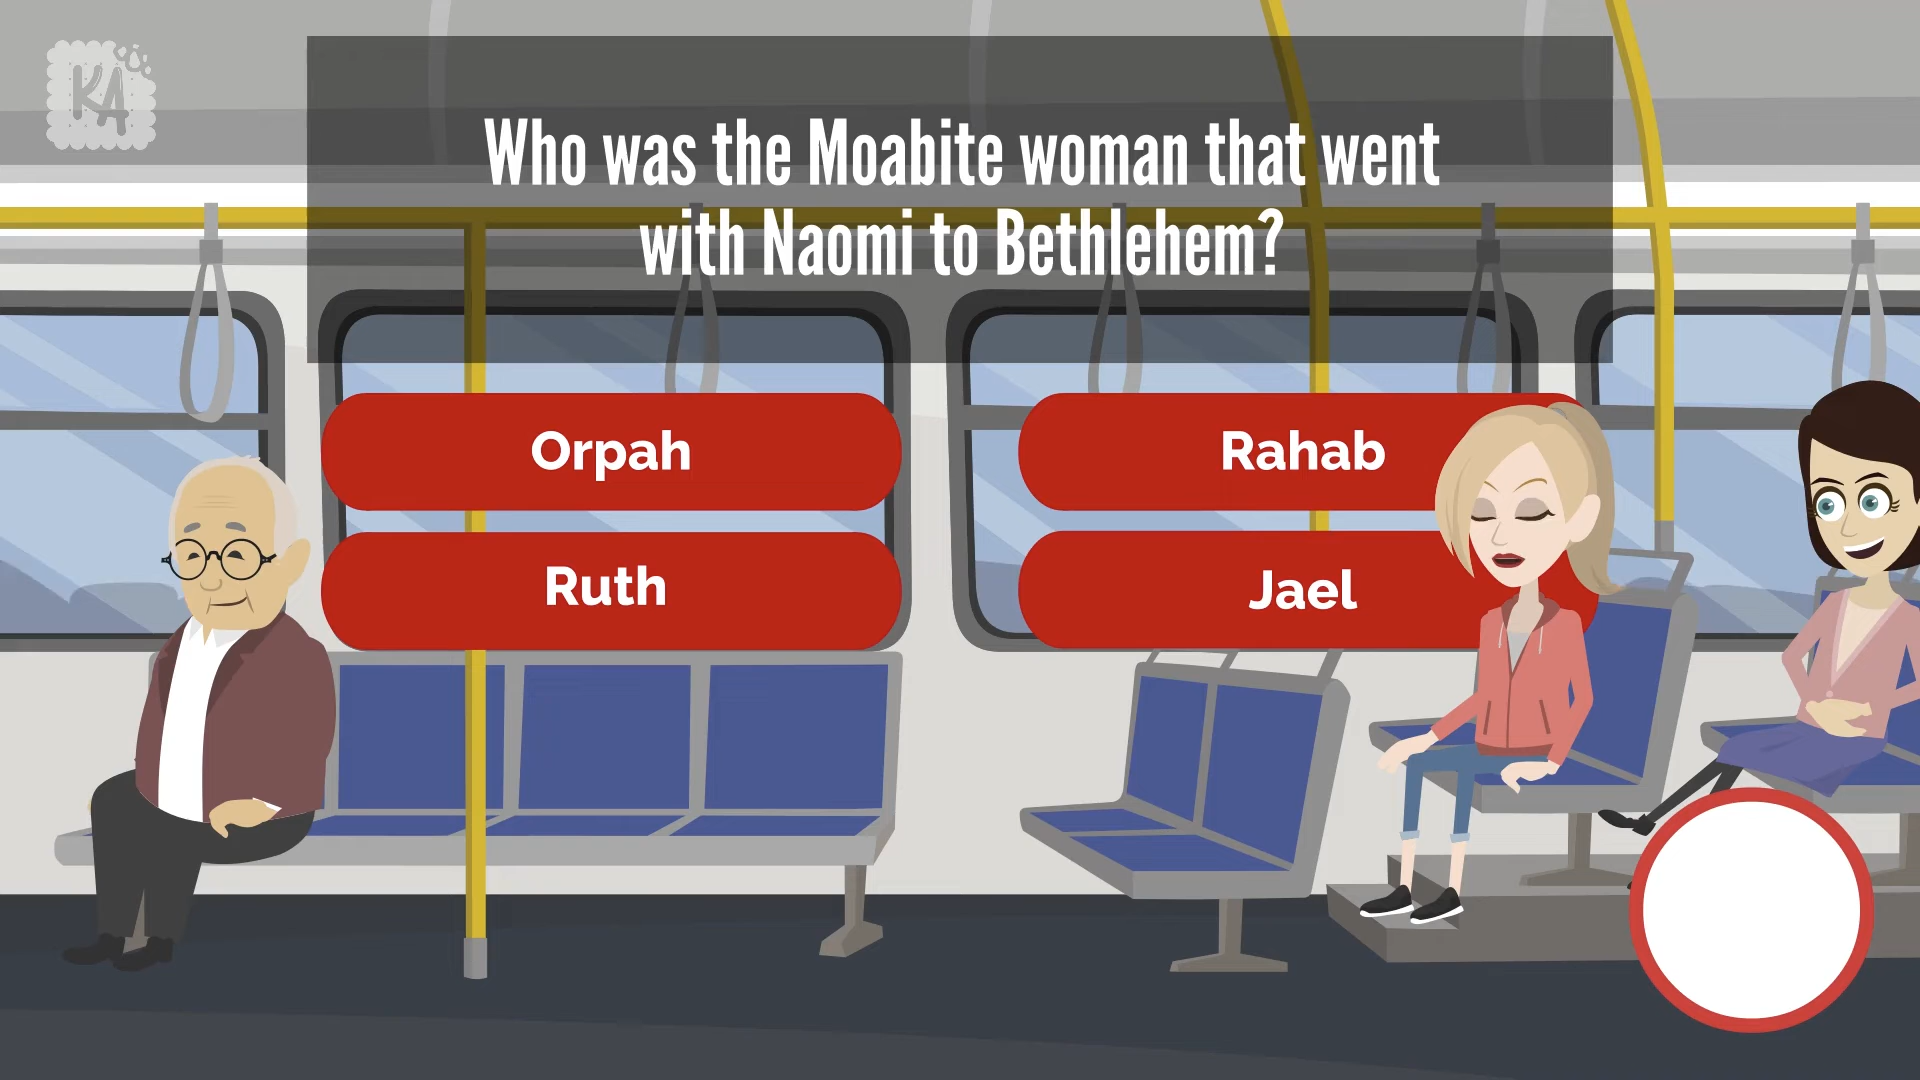 KA
Who was the Moabite woman that went
with Naomi to Bethlehem?
Orpah
Rahab
Ruth
Jael